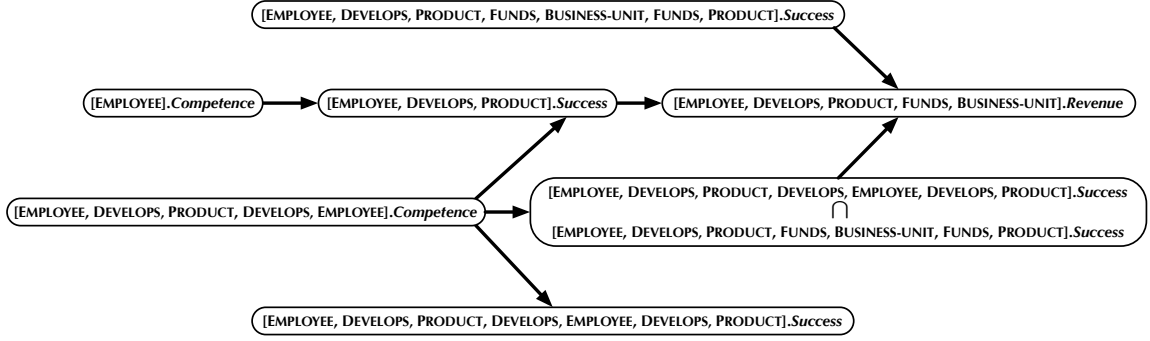 [EMPLOYEE, DEVELOPS, PRODUCT, FUNDS, BUSINESS-UNIT, FUNDS, PRODUCT].Success
[EMPLOYEE].Competence
[EMPLOYEE, DEVELOPS, PRODUCT].Success
[EMPLOYEE, DEVELOPS, PRODUCT, FUNDS, BUSINESS-UNIT].Revenue
[EMPLOYEE, DEVELOPS, PRODUCT, DEVELOPS, EMPLOYEE].Competence
[EMPLOYEE, DEVELOPS, PRODUCT, DEVELOPS, EMPLOYEE, DEVELOPS, PRODUCT].Success
∩
[EMPLOYEE, DEVELOPS, PRODUCT, FUNDS, BUSINESS-UNIT, FUNDS, PRODUCT].Success
[EMPLOYEE, DEVELOPS, PRODUCT, DEVELOPS, EMPLOYEE, DEVELOPS, PRODUCT].Success